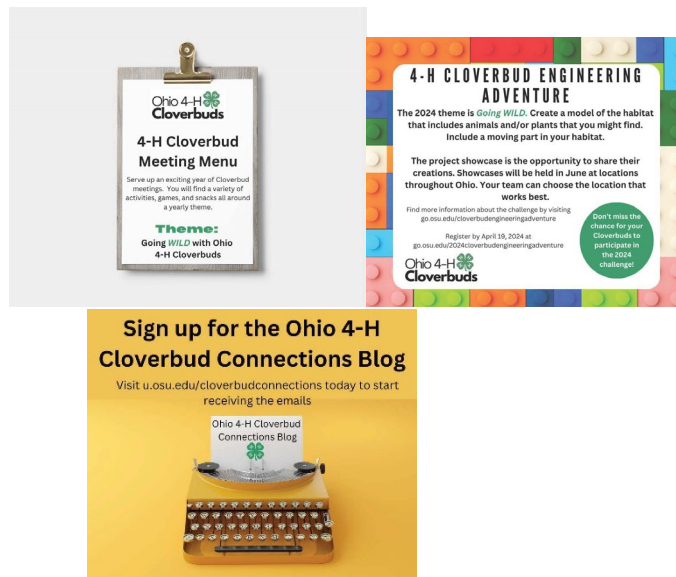 Ohio 4-H
Cloverbuds
4-H Cloverbud
Meeting Menu
Serve up an exciting year of Cloverbud
meetings. You will find a variety of
activities, games, and snacks all around
a yearly theme.
Theme:
Going WILD with Ohio
4-H Cloverbuds
4-H CLOVERBUD ENGINEERING
ADVENTURE
The 2024 theme is Going WILD. Create a model of the habitat
that includes animals and/or plants that you might find.
Include a moving part in your habitat.
The project showcase is the opportunity to share their
creations. Showcases will be held in June at locations
throughout Ohio. Your team can choose the location that
works best.
Find more information about the challenge by visiting
go.osu.edu/cloverbudengineeringadventure
Register by April 19, 2024 at
go.osu.edu/2024cloverbudengineeringadventure
Don't miss the
chance for your
Cloverbuds to
participate in
the 2024
challenge!
Ohio 4-H
Cloverbuds
Sign up for the Ohio 4-H
Cloverbud Connections Blog
Visit u.osu.edu/cloverbudconnections today to start
receiving the emails
Ohio 4-H Cloverbud
Connections Blog